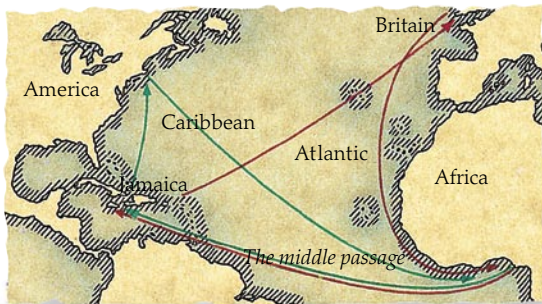 Britain
America
Caribbean
Atlantic
Jamaica
Africa
The middle passage